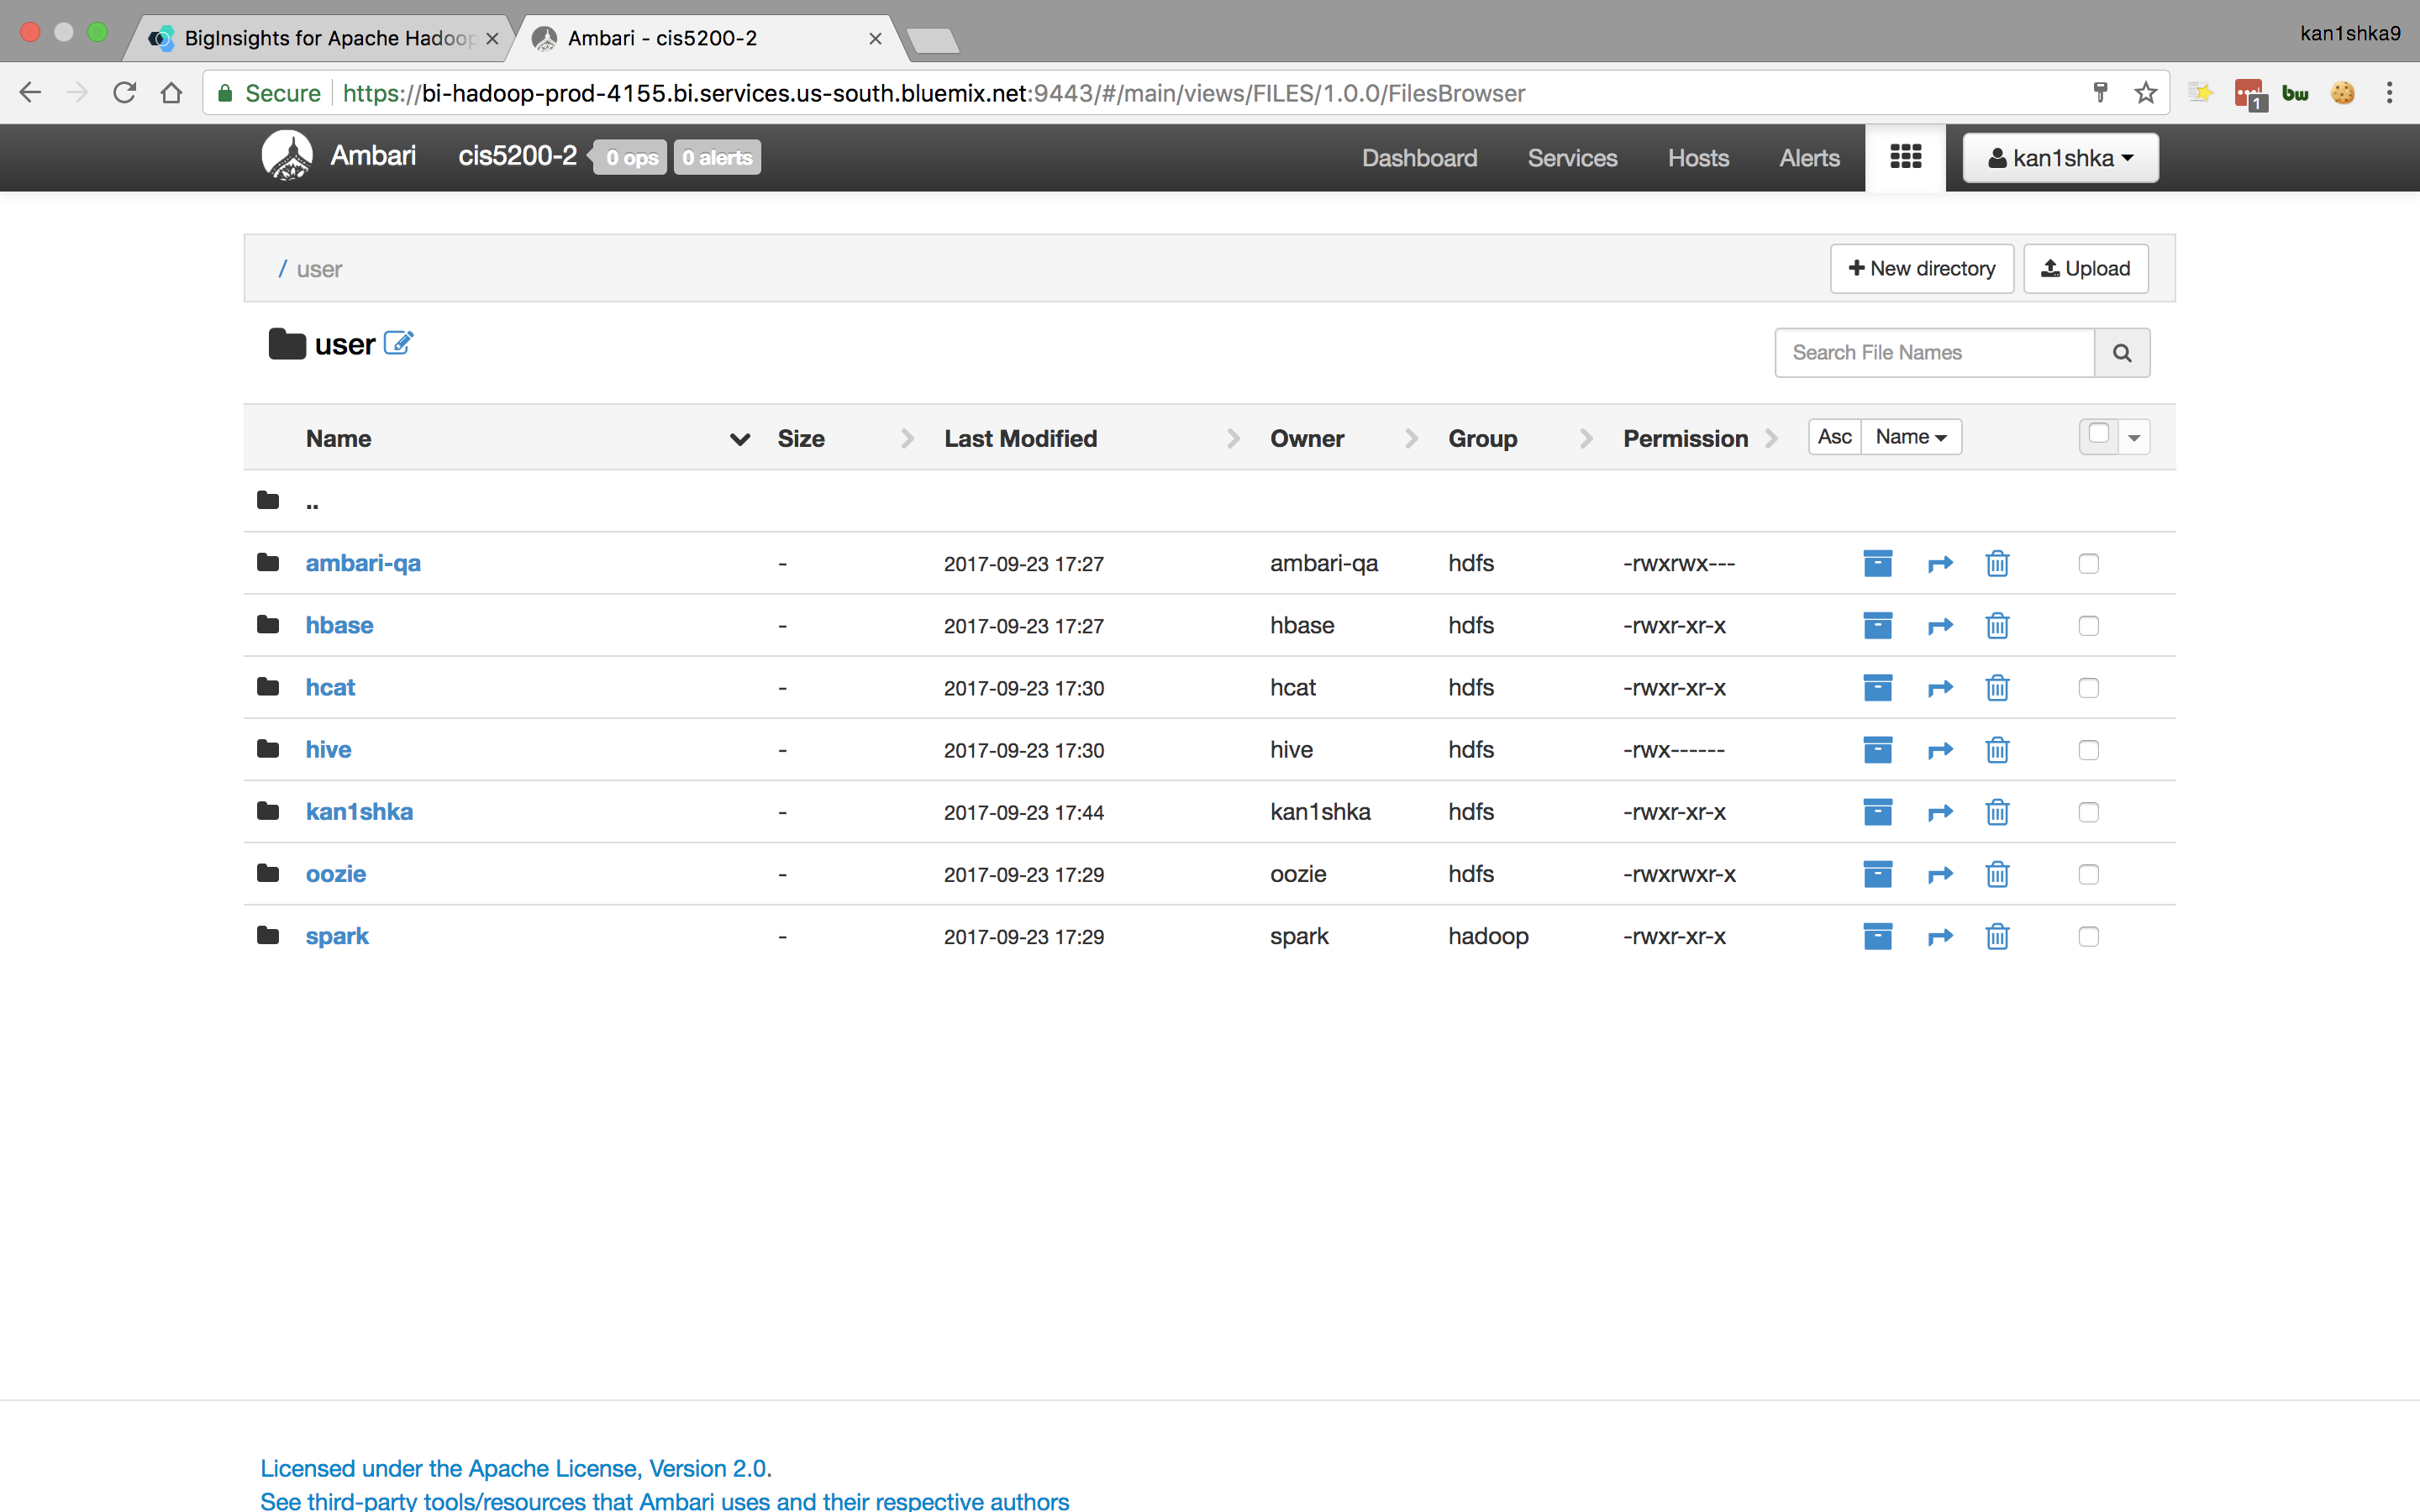 BigInsights for Apache Hadoop
Ambari - cis5200-2
kan1shka9
Secure https://bi-hadoop-prod-4155.bi.services.us-south.bluemix.net:9443/#/main/views/FILES/1.0.0/FilesBrowser
1
bw
Ambari cis5200-2 0 ops 0 alerts Dashboard Services Hosts Alerts kan1shka
/ user New directory Upload
user Search File Names
Name Size Last Modified Owner Group Permission Asc Name
..
ambari-qa - 2017-09-23 17:27 ambari-qa hdfs -rwxrwx---
hbase - 2017-09-23 17:27 hbase hdfs -rwxr-xr-x
hcat - 2017-09-23 17:30 hcat hdfs -rwxr-xr-x
hive - 2017-09-23 17:30 hive hdfs -rwx------
kan1shka - 2017-09-23 17:44 kan1shka hdfs -rwxr-xr-x
oozie - 2017-09-23 17:29 oozie hdfs -rwxrwxr-x
spark - 2017-09-23 17:29 spark hadoop -rwxr-xr-x
Licensed under the Apache License, Version 2.0.
See third-party tools/resources that Ambari uses and their respective authors